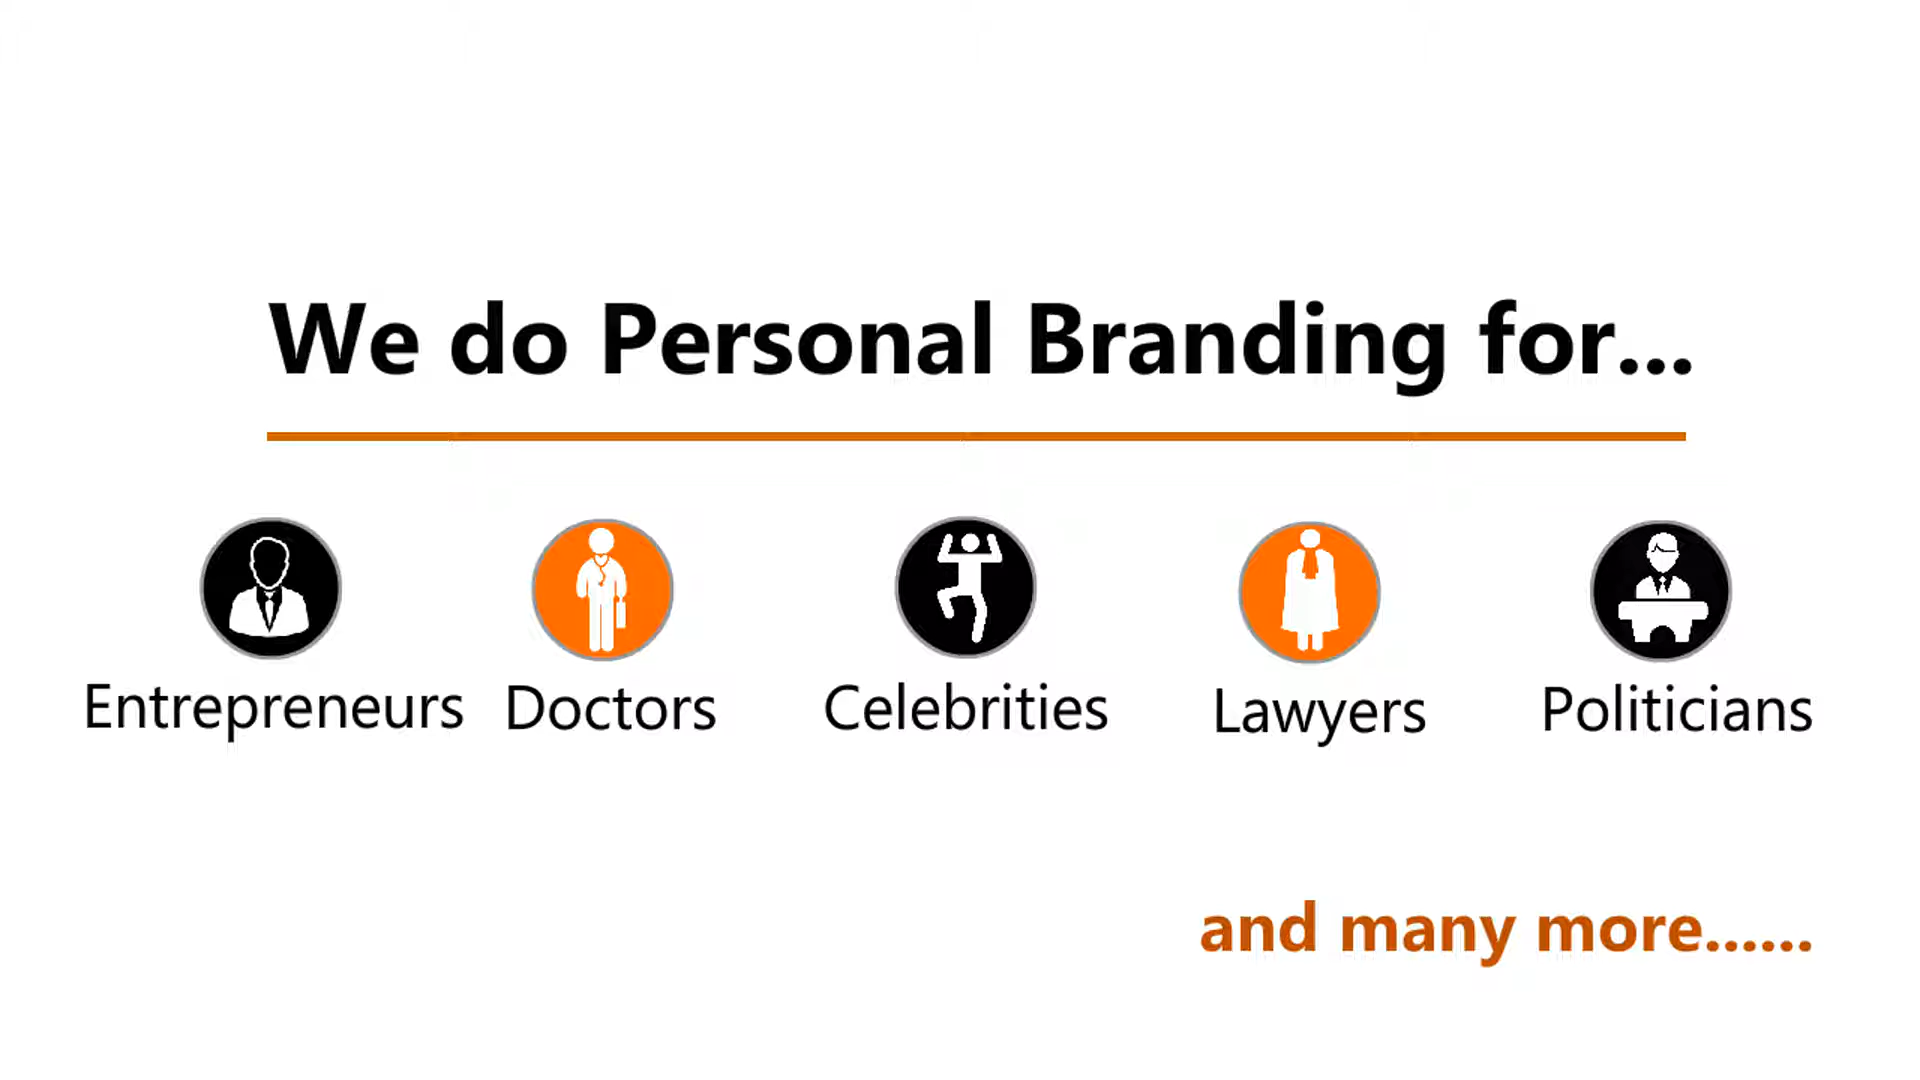 We do Personal Branding for...
Entrepreneurs Doctors Celebrities Lawyers Politicians
and many more......